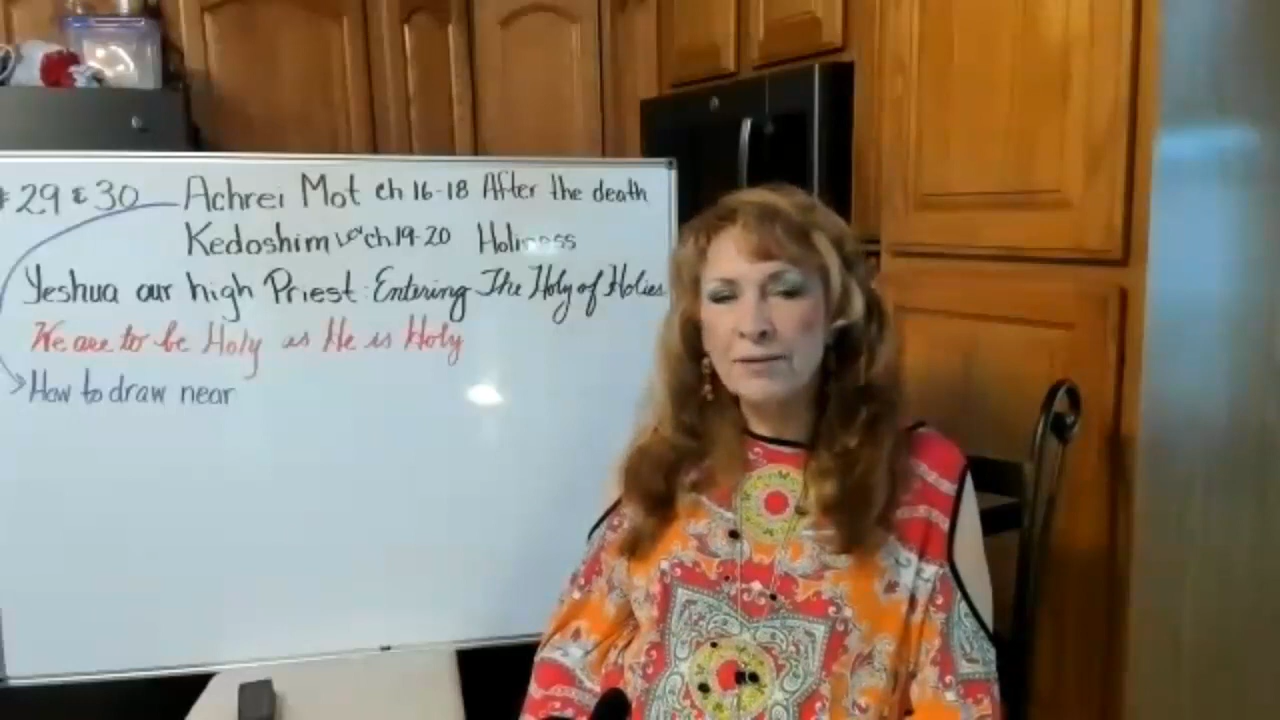 29 & 30 Achrei Mot ch 16-18 After the death
Kedoshim Lev ch 19-20 Holiness
Yeshua our high Priest: Entering The Holy of Holies
We are to be Holy as He is Holy
How to draw near